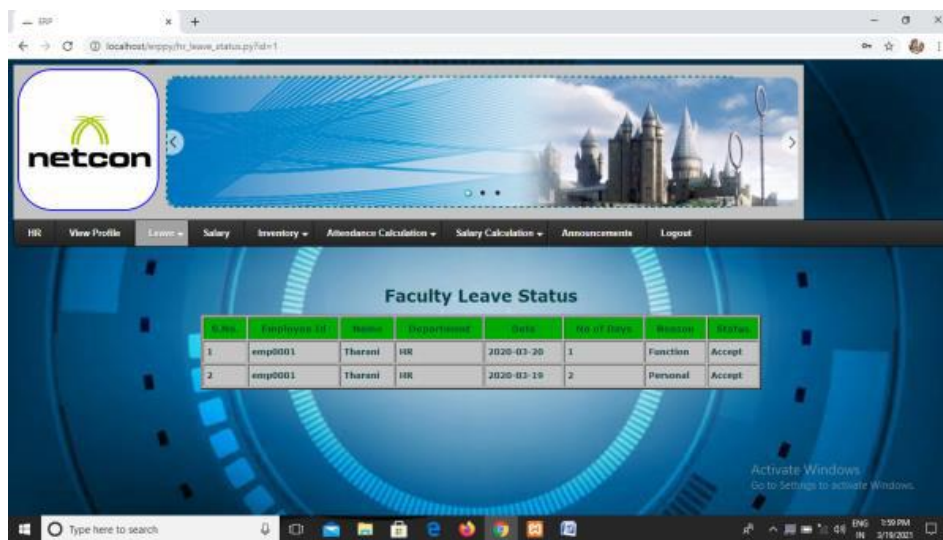 ERP
localhost/erppy/hr_leave_status.py?id=1
netcon
HR View Profile Leave Salary Inventory Attendance Calculation Salary Calculation Announcements Logout
Faculty Leave Status
S.No. Employee Id Name Department Date No of Days Reason Status
1 emp0001 Tharani HR 2020-03-20 1 Function Accept
2 emp0001 Tharani HR 2020-03-19 2 Personal Accept
Activate Windows
Go to Settings to activate Windows.
Type here to search
ENG 1:59 PM
IN 3/19/2021